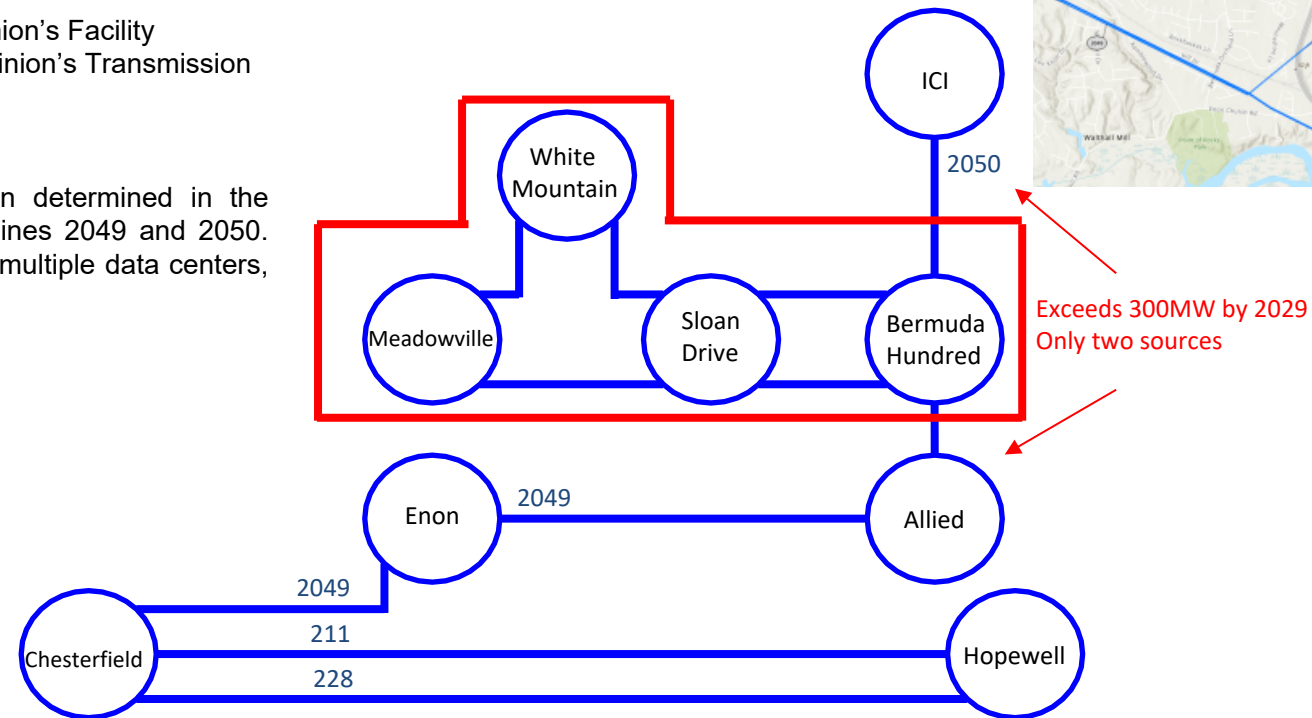 nion's Facility
inion's Transmission
n determined in the
ines 2049 and 2050.
multiple data centers,
ICI
2050
White
Mountain
Meadowville
Sloan
Drive
Bermuda
Hundred
Exceeds 300MW by 2029
Only two sources
Enon
2049
Allied
2049
211
228
Chesterfield
Hopewell